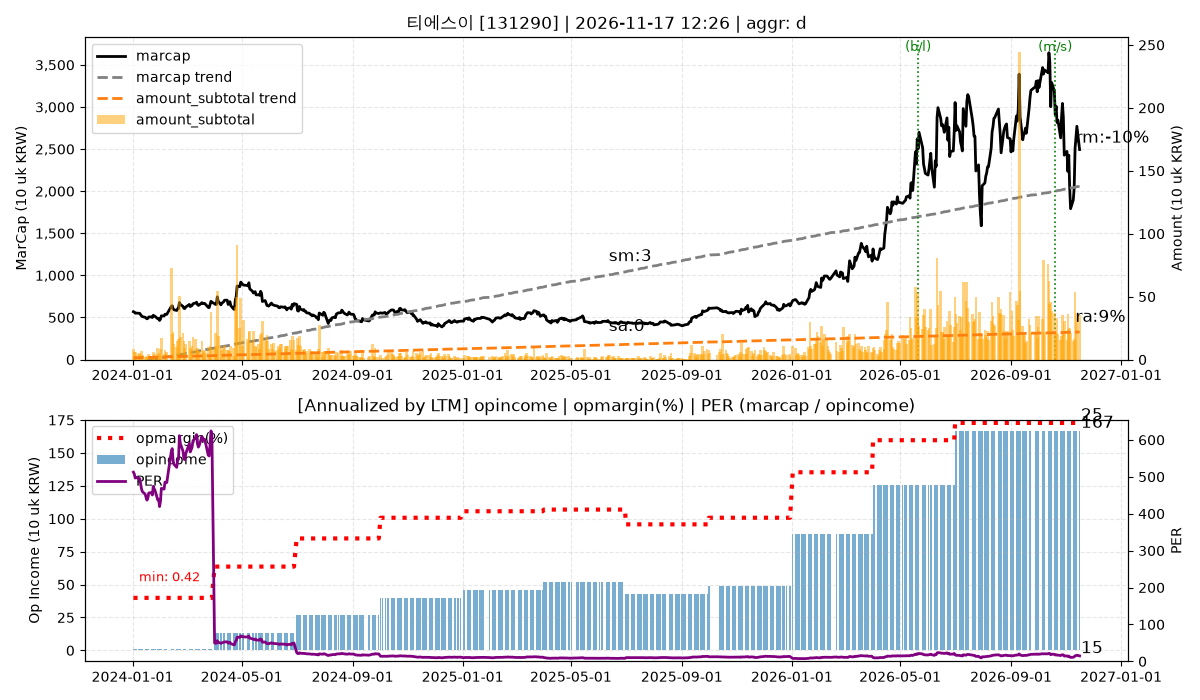 티에스이 [131290] | 2026-11-17 12:26 | aggr: d
marcap
marcap trend
amount_subtotal trend
amount_subtotal
(b/l)
(m/s)
rm:-10%
sm:3
sa:0
ra:9%
MarCap (10 uk KRW)
3,500
3,000
2,500
2,000
1,500
1,000
500
0
Amount (10 uk KRW)
250
200
150
100
50
0
2024-01-01 2024-05-01 2024-09-01 2025-01-01 2025-05-01 2025-09-01 2026-01-01 2026-05-01 2026-09-01 2027-01-01
[Annualized by LTM] opincome | opmargin(%) | PER (marcap / opincome)
opmargin(%)
opincome
PER
min: 0.42
25
167
15
Op Income (10 uk KRW)
175
150
125
100
75
50
25
0
PER
600
500
400
300
200
100
0
2024-01-01 2024-05-01 2024-09-01 2025-01-01 2025-05-01 2025-09-01 2026-01-01 2026-05-01 2026-09-01 2027-01-01